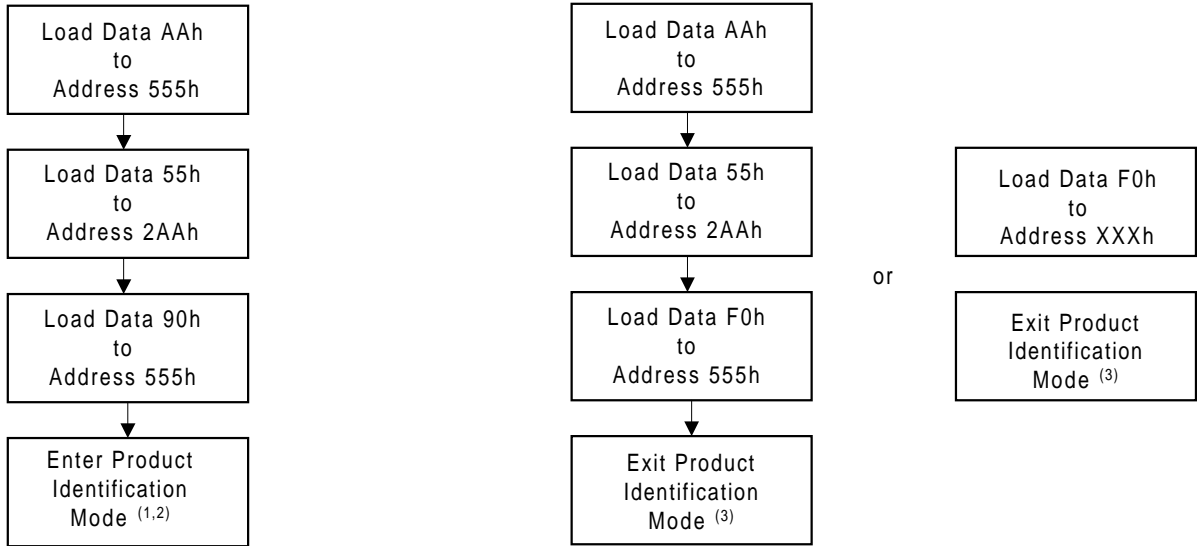 Load Data AAh
to
Address 555h
Load Data 55h
to
Address 2AAh
Load Data 90h
to
Address 555h
Enter Product
Identification
Mode (1,2)
Load Data AAh
to
Address 555h
Load Data 55h
to
Address 2AAh
Load Data F0h
to
Address 555h
Exit Product
Identification
Mode (3)
or
Load Data F0h
to
Address XXXh
Exit Product
Identification
Mode (3)